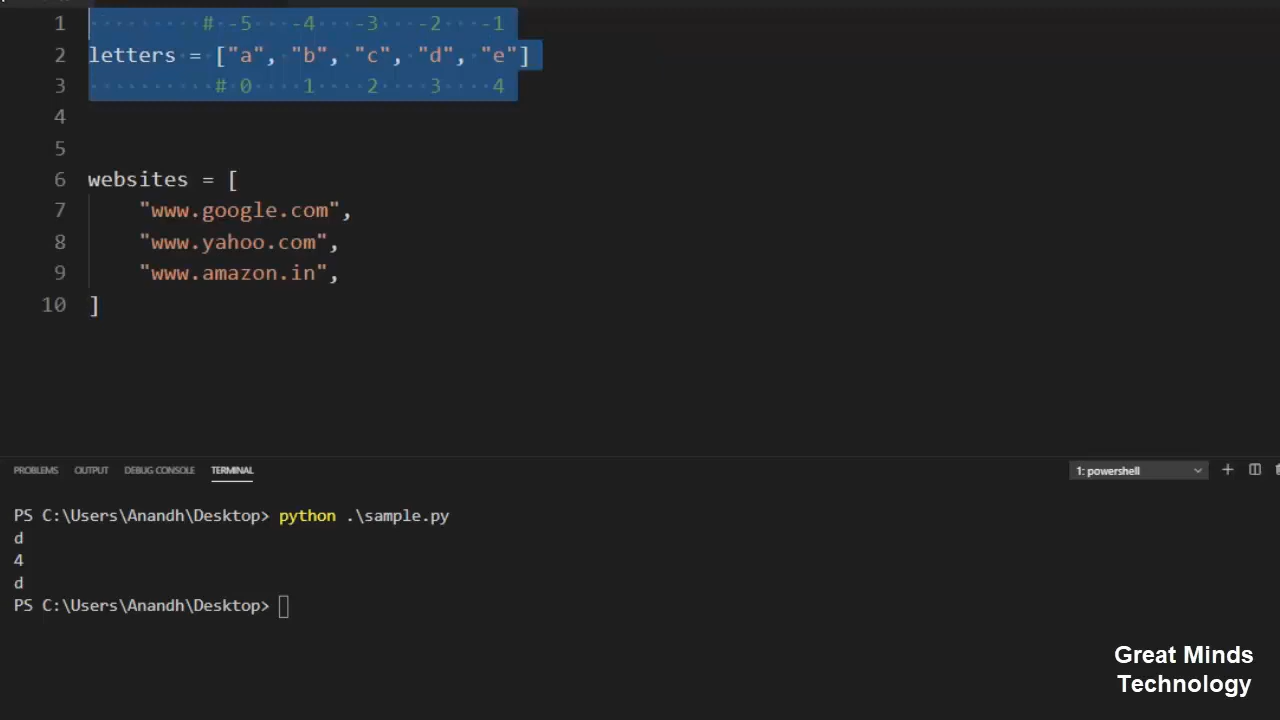 1 # -5 -4 -3 -2 -1
2 letters = ["a", "b", "c", "d", "e"]
3 # 0 1 2 3 4
4
5
6 websites = [
7 "www.google.com",
8 "www.yahoo.com",
9 "www.amazon.in",
10 ]
PROBLEMS OUTPUT DEBUG CONSOLE TERMINAL 1: powershell
PS C:\Users\Anandh\Desktop> python .\sample.py
d
4
d
PS C:\Users\Anandh\Desktop>
Great Minds
Technology